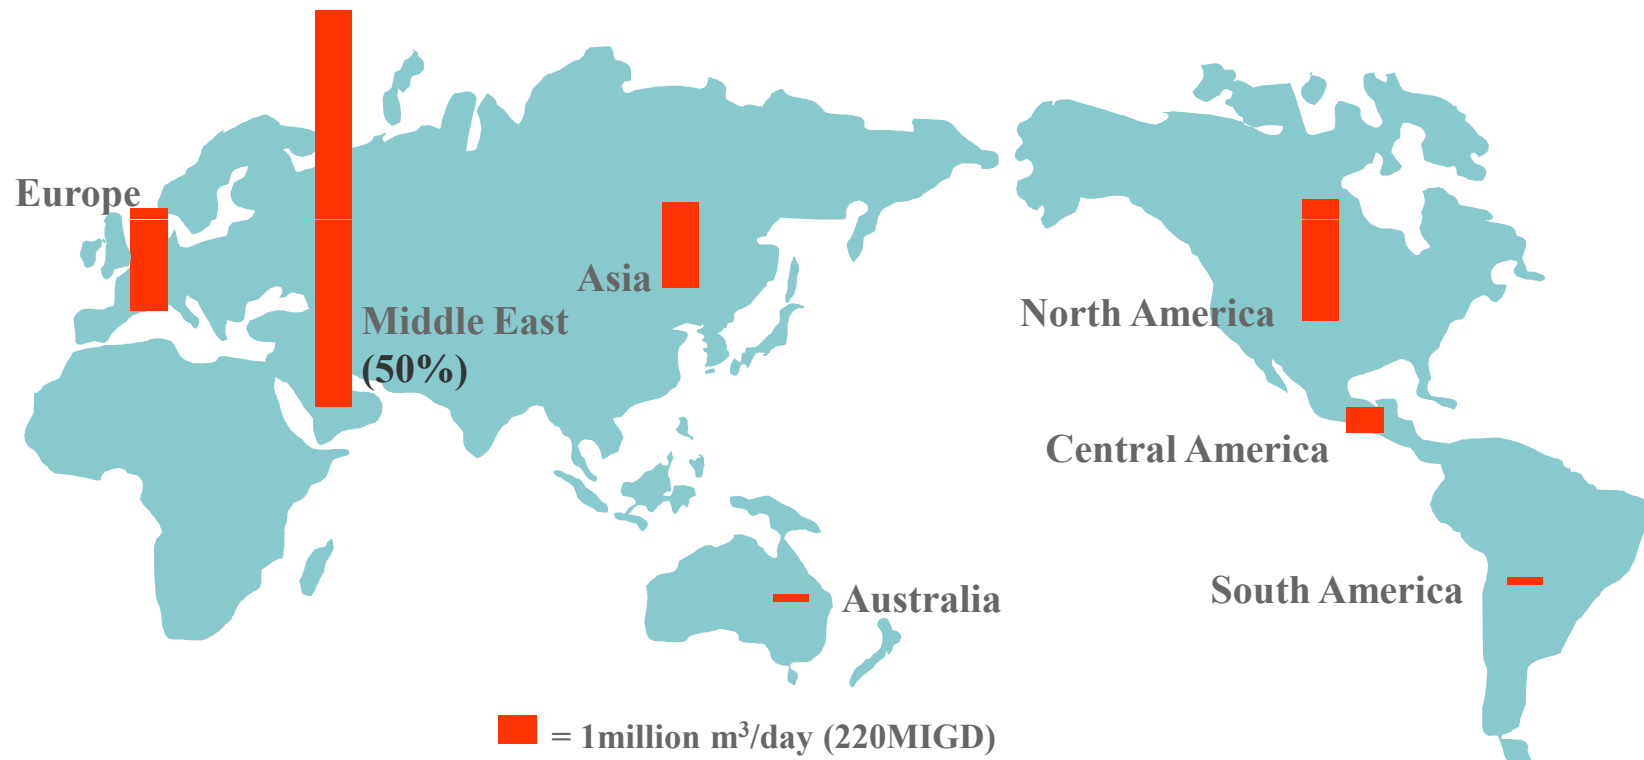 Europe
Asia
Middle East
(50%)
North America
Central America
South America
Australia
= 1million m³/day (220MIGD)